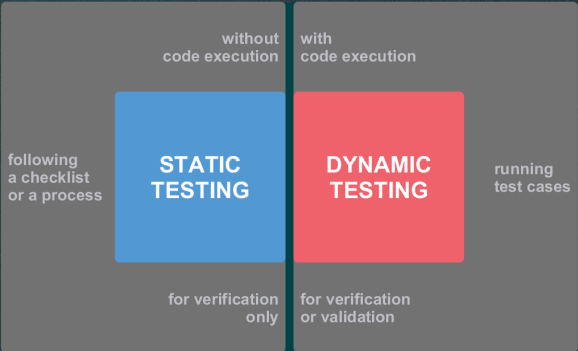 without
code execution
with
code execution
following
a checklist
or a process
STATIC
TESTING
DYNAMIC
TESTING
running
test cases
for verification
only
for verification
or validation